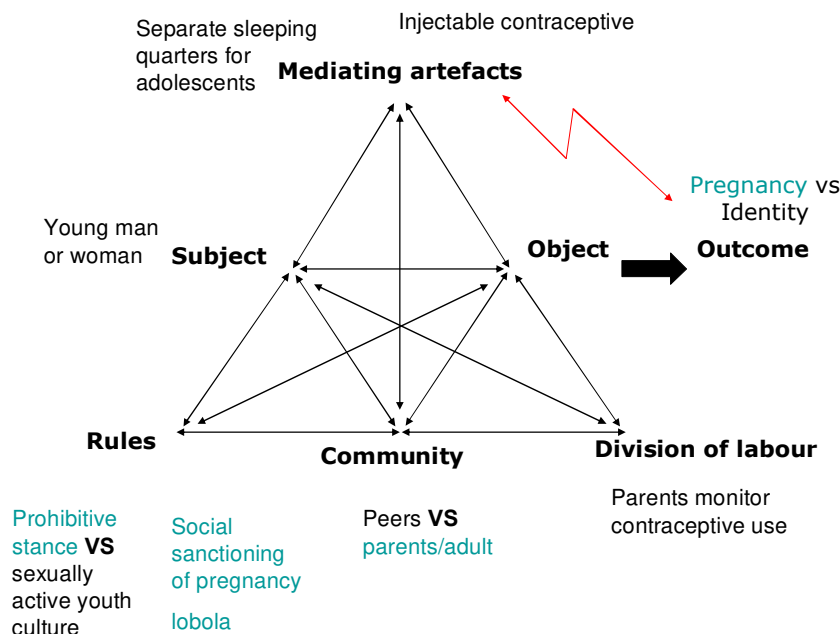 Separate sleeping
quarters for
adolescents
Injectable contraceptive
Mediating artefacts
Pregnancy vs
Identity
Young man
or woman
Subject
Object
Outcome
Rules
Community
Division of labour
Prohibitive
stance VS
sexually
active youth
culture
Social
sanctioning
of pregnancy
lobola
Peers VS
parents/adult
Parents monitor
contraceptive use